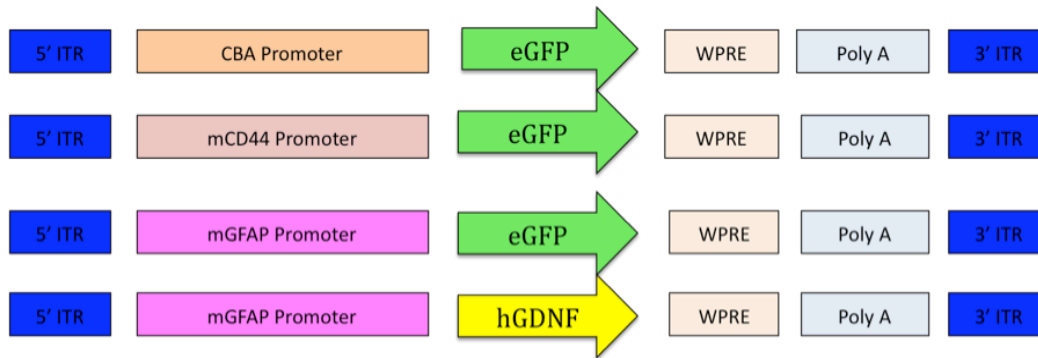 5’ ITR CBA Promoter eGFP WPRE Poly A 3’ ITR
5’ ITR mCD44 Promoter eGFP WPRE Poly A 3’ ITR
5’ ITR mGFAP Promoter eGFP WPRE Poly A 3’ ITR
5’ ITR mGFAP Promoter hGDNF WPRE Poly A 3’ ITR